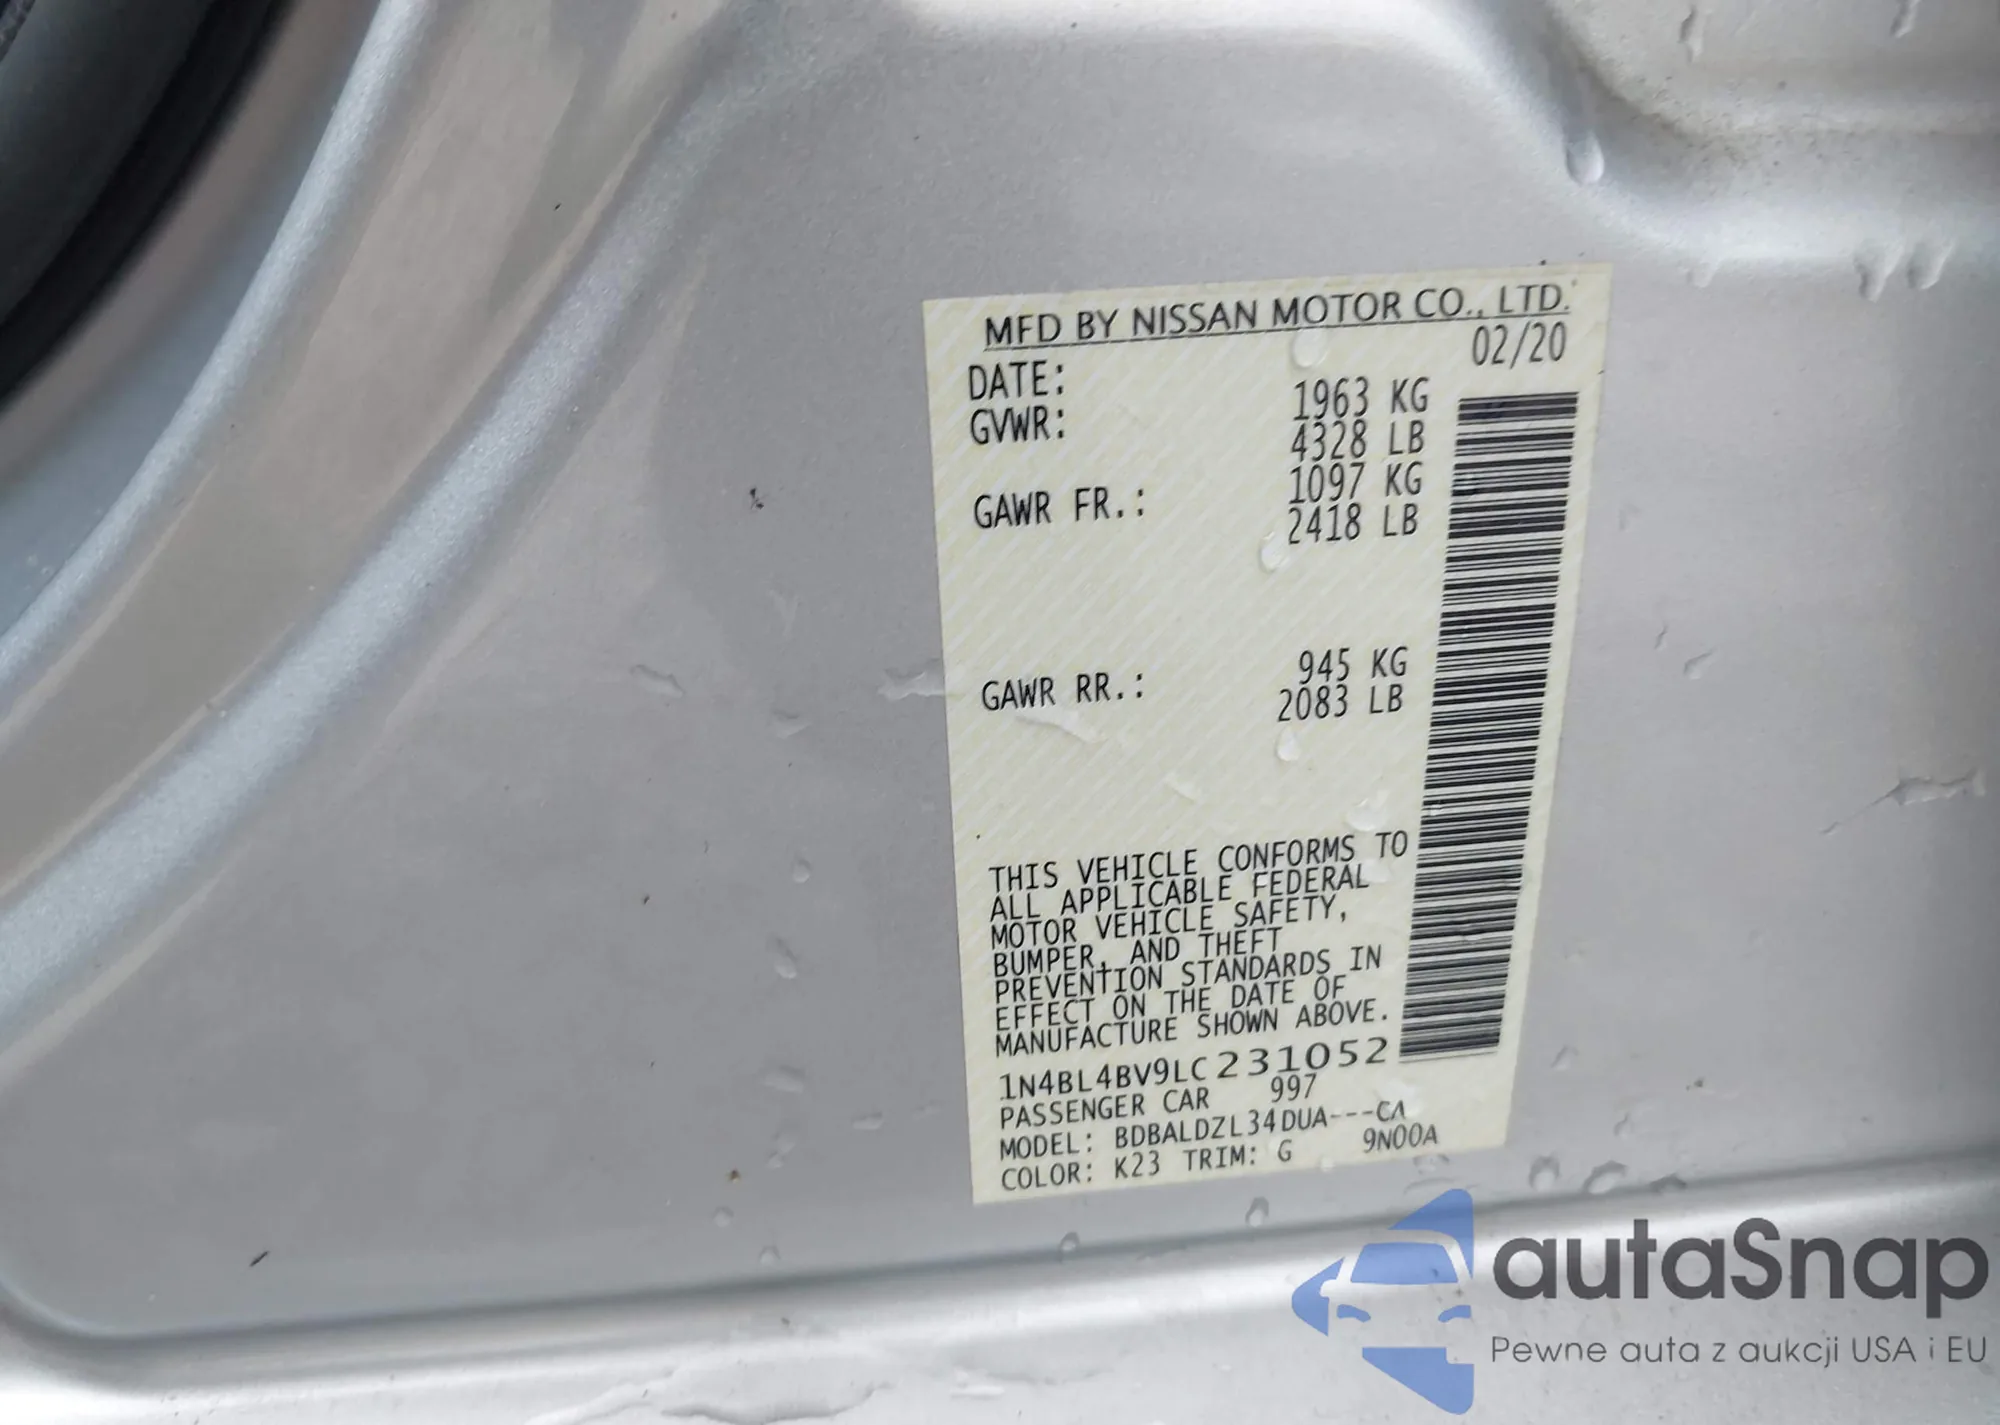 MFD BY NISSAN MOTOR CO., LTD.
DATE: 02/20
GVWR: 1963 KG
4328 LB
GAWR FR.: 1097 KG
2418 LB
GAWR RR.: 945 KG
2083 LB
THIS VEHICLE CONFORMS TO
ALL APPLICABLE FEDERAL
MOTOR VEHICLE SAFETY,
BUMPER, AND THEFT
PREVENTION STANDARDS IN
EFFECT ON THE DATE OF
MANUFACTURE SHOWN ABOVE.
1N4BL4BV9LC231052
PASSENGER CAR 997
MODEL: BDBALDZL34DUA---CA
COLOR: K23 TRIM: G 9N00A
autaSnap
Pewne auta z aukcji USA i EU